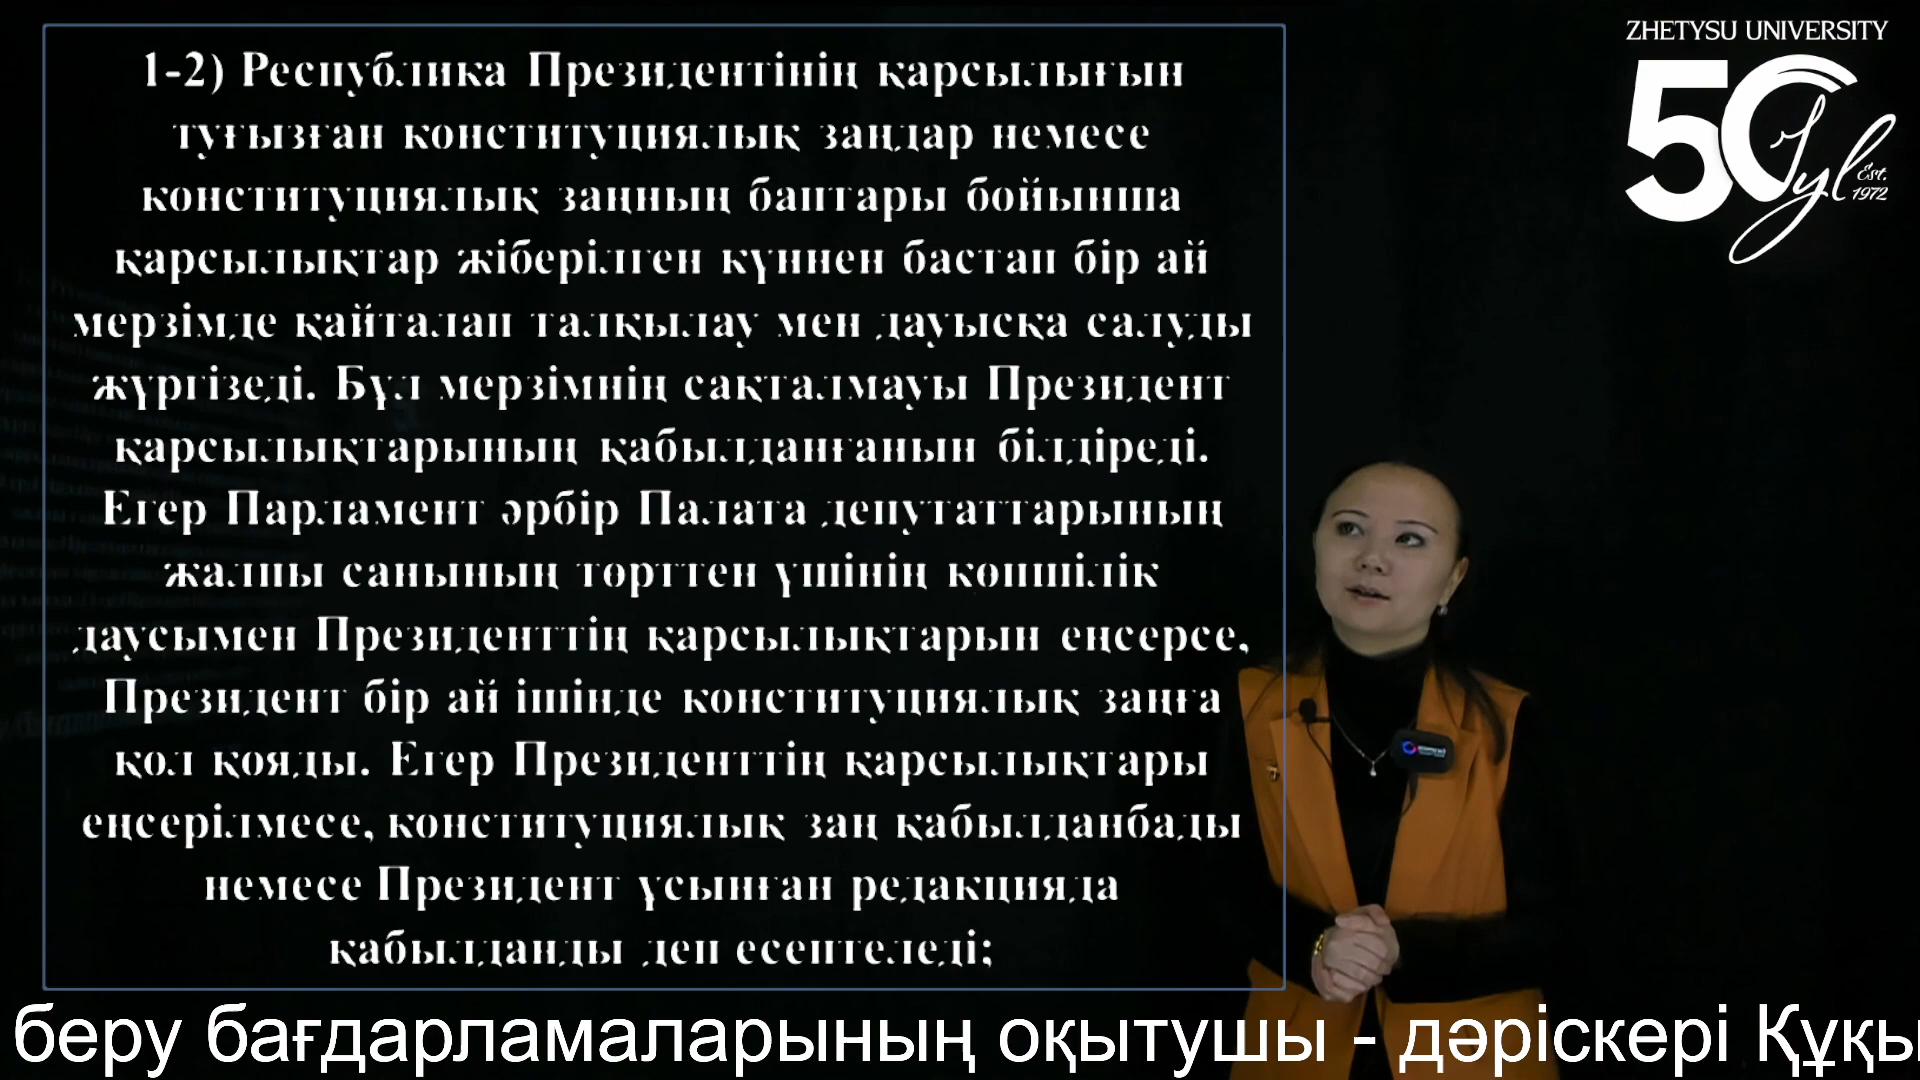 1-2) Республика Президентінің қарсылығын
туғызған конституциялық заңдар немесе
конституциялық заңның баптары бойынша
қарсылықтар жіберілген күннен бастап бір ай
мерзімде қайталап талқылау мен дауысқа салуды
жүргізеді. Бұл мерзімнің сақталмауы Президент
қарсылықтарының қабылданғанын білдіреді.
Егер Парламент әрбір Палата депутаттарының
жалпы санының төрттен үшінің көпшілік
даусымен Президенттің қарсылықтарын еңсерсе,
Президент бір ай ішінде конституциялық заңға
қол қояды. Егер Президенттің қарсылықтары
еңсерілмесе, конституциялық заң қабылданбады
немесе Президент ұсынған редакцияда
қабылданды деп есептеледі;
ZHETYSU UNIVERSITY
50 Jyl
Est.
1972
беру бағдарламаларының оқытушы - дәріскері Құқы